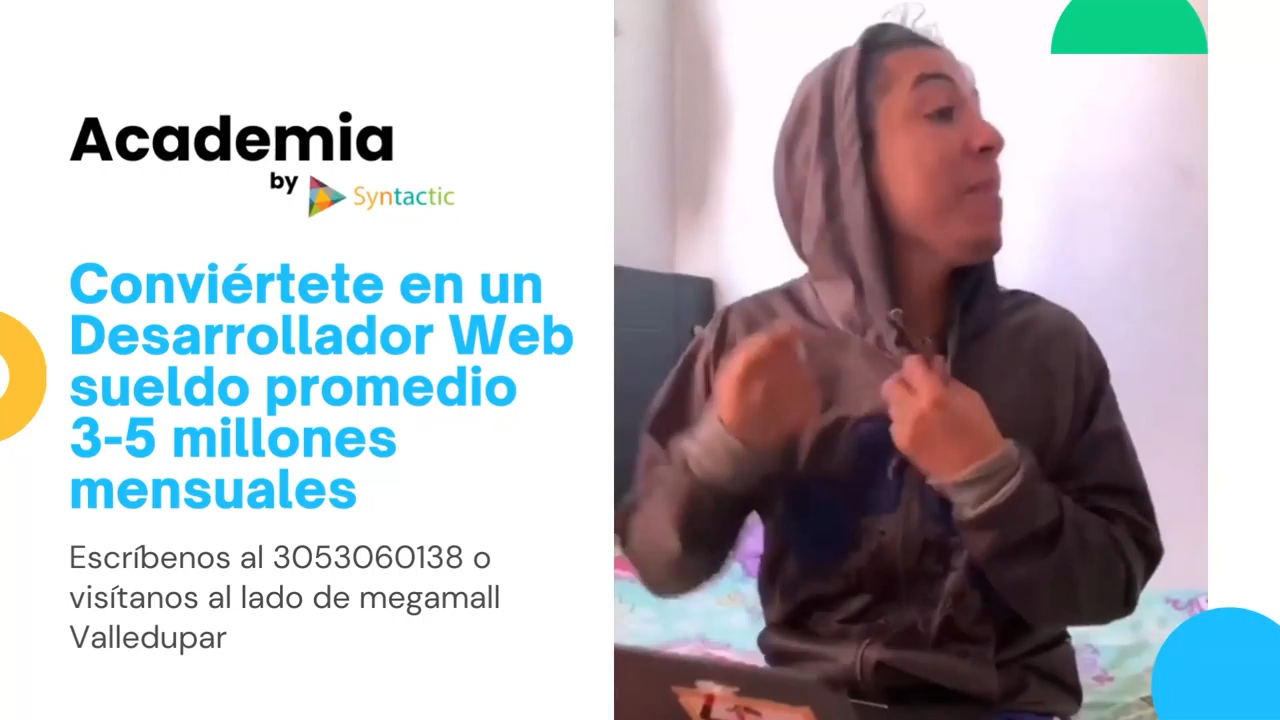 Academia
by Syntactic
Conviértete en un
Desarrollador Web
sueldo promedio
3-5 millones
mensuales
Escríbenos al 3053060138 o
visítanos al lado de megamall
Valledupar